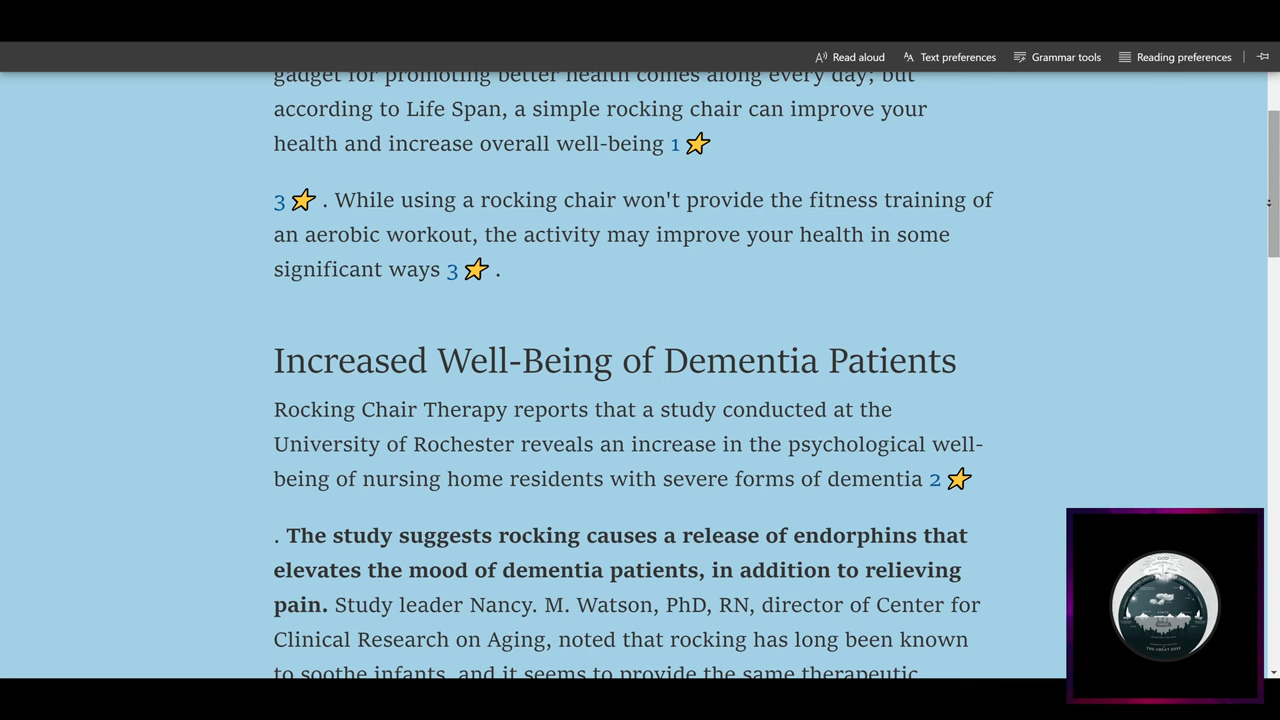 Read aloud Text preferences Grammar tools Reading preferences
gadget for promoting better health comes along every day; but
according to Life Span, a simple rocking chair can improve your
health and increase overall well-being 1
3 . While using a rocking chair won't provide the fitness training of
an aerobic workout, the activity may improve your health in some
significant ways 3 .
Increased Well-Being of Dementia Patients
Rocking Chair Therapy reports that a study conducted at the
University of Rochester reveals an increase in the psychological well-
being of nursing home residents with severe forms of dementia 2
. The study suggests rocking causes a release of endorphins that
elevates the mood of dementia patients, in addition to relieving
pain. Study leader Nancy. M. Watson, PhD, RN, director of Center for
Clinical Research on Aging, noted that rocking has long been known
to soothe infants, and it seems to provide the same therapeutic
GOD
THE GREAT DEEP